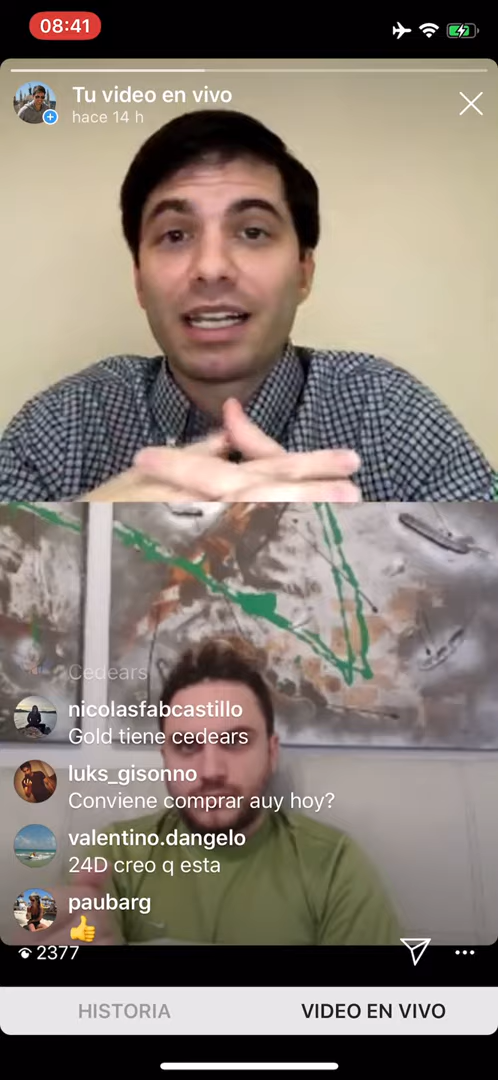 08:41
Tu video en vivo
hace 14 h
Cedears
nicolasfabcastillo
Gold tiene cedears
luks_gisonno
Conviene comprar auy hoy?
valentino.dangelo
24D creo q esta
paubarg
👍
2377
HISTORIA
VIDEO EN VIVO